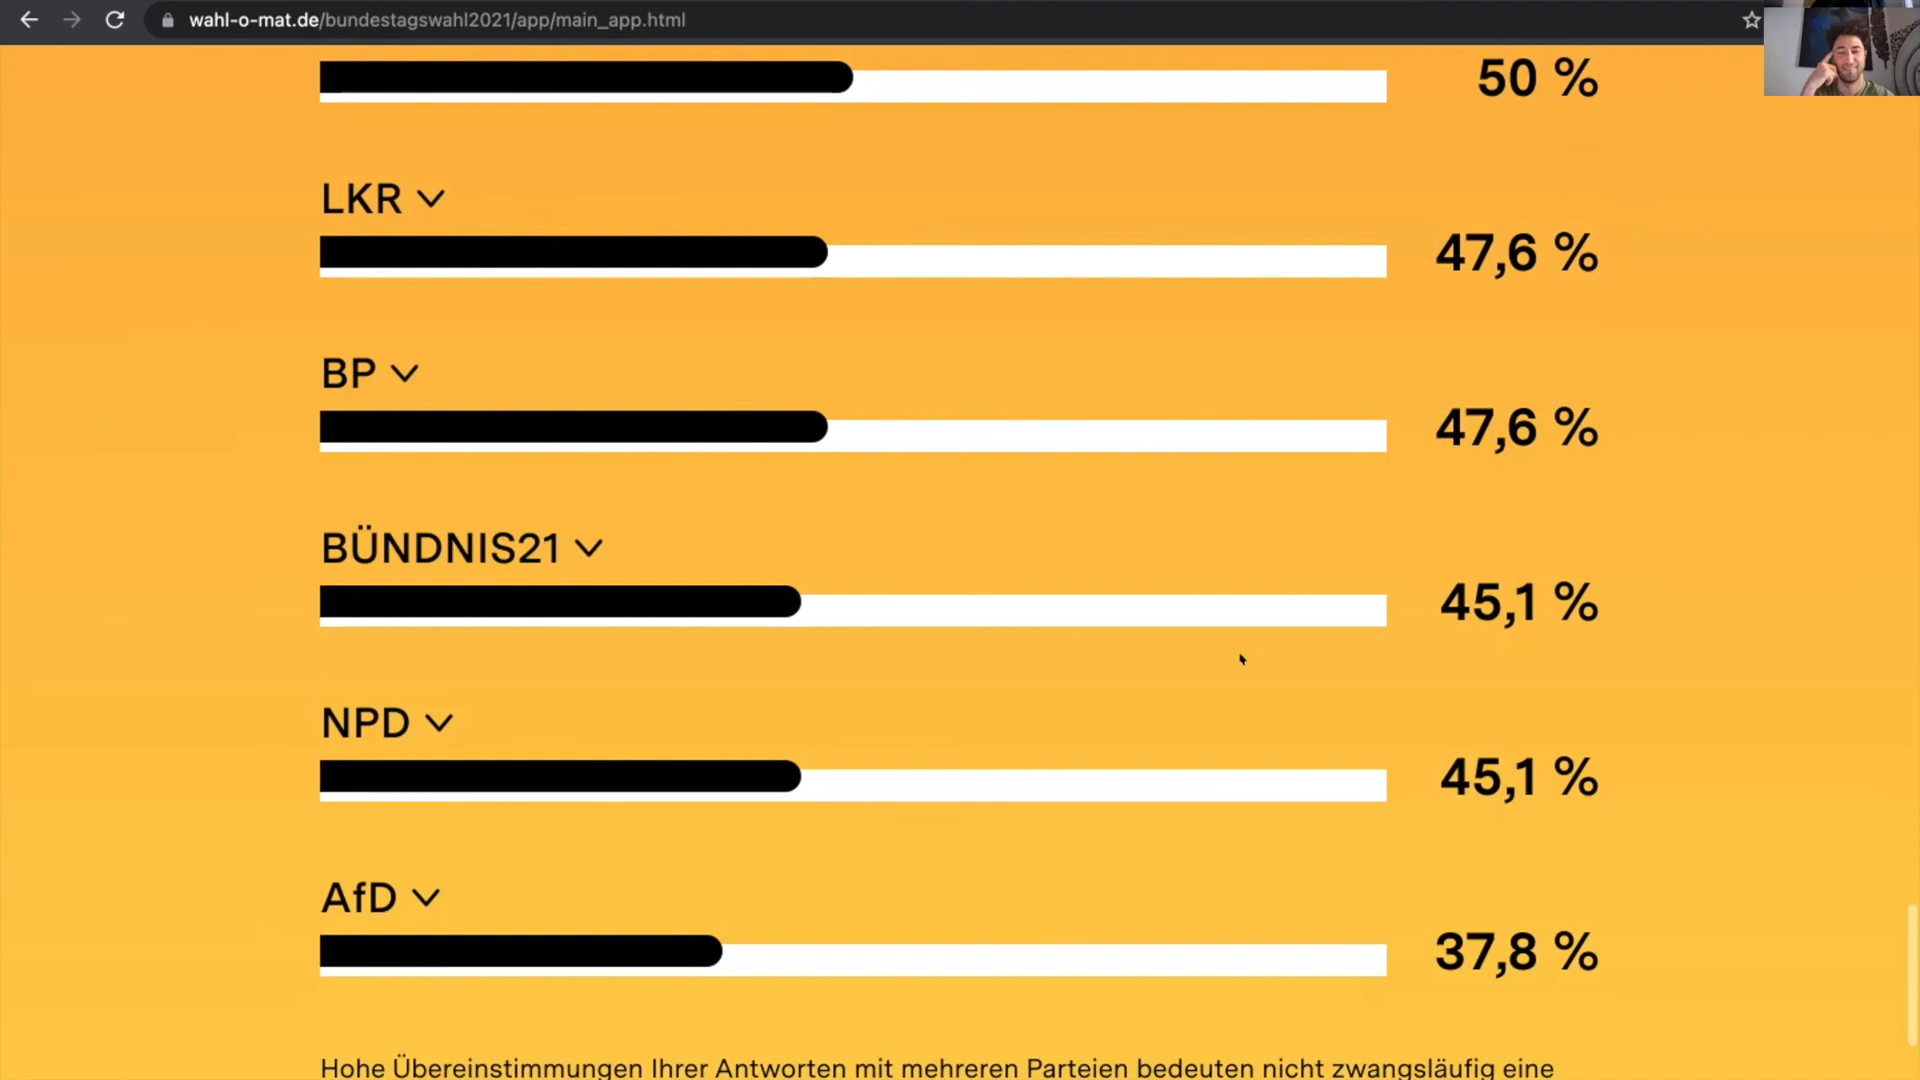 wahl-o-mat.de/bundestagswahl2021/app/main_app.html
50 %
LKR
47,6 %
BP
47,6 %
BÜNDNIS21
45,1 %
NPD
45,1 %
AfD
37,8 %
Hohe Übereinstimmungen Ihrer Antworten mit mehreren Parteien bedeuten nicht zwangsläufig eine